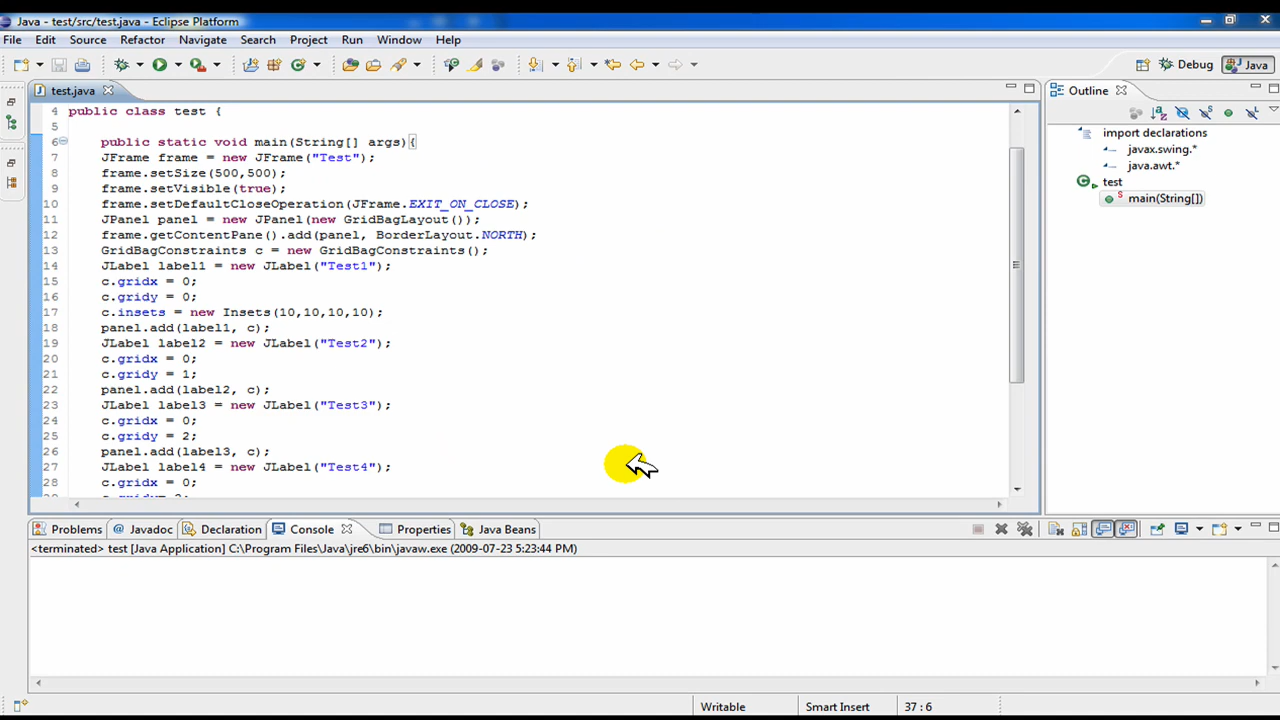 Java - test/src/test.java - Eclipse Platform
File Edit Source Refactor Navigate Search Project Run Window Help
Debug Java
test.java
4 public class test {
5
6 public static void main(String[] args){
7 JFrame frame = new JFrame("Test");
8 frame.setSize(500,500);
9 frame.setVisible(true);
10 frame.setDefaultCloseOperation(JFrame.EXIT_ON_CLOSE);
11 JPanel panel = new JPanel(new GridBagLayout());
12 frame.getContentPane().add(panel, BorderLayout.NORTH);
13 GridBagConstraints c = new GridBagConstraints();
14 JLabel label1 = new JLabel("Test1");
15 c.gridx = 0;
16 c.gridy = 0;
17 c.insets = new Insets(10,10,10,10);
18 panel.add(label1, c);
19 JLabel label2 = new JLabel("Test2");
20 c.gridx = 0;
21 c.gridy = 1;
22 panel.add(label2, c);
23 JLabel label3 = new JLabel("Test3");
24 c.gridx = 0;
25 c.gridy = 2;
26 panel.add(label3, c);
27 JLabel label4 = new JLabel("Test4");
28 c.gridx = 0;
Outline
import declarations
javax.swing.*
java.awt.*
test
main(String[])
Problems Javadoc Declaration Console Properties Java Beans
<terminated> test [Java Application] C:\Program Files\Java\jre6\bin\javaw.exe (2009-07-23 5:23:44 PM)
Writable Smart Insert 37 : 6